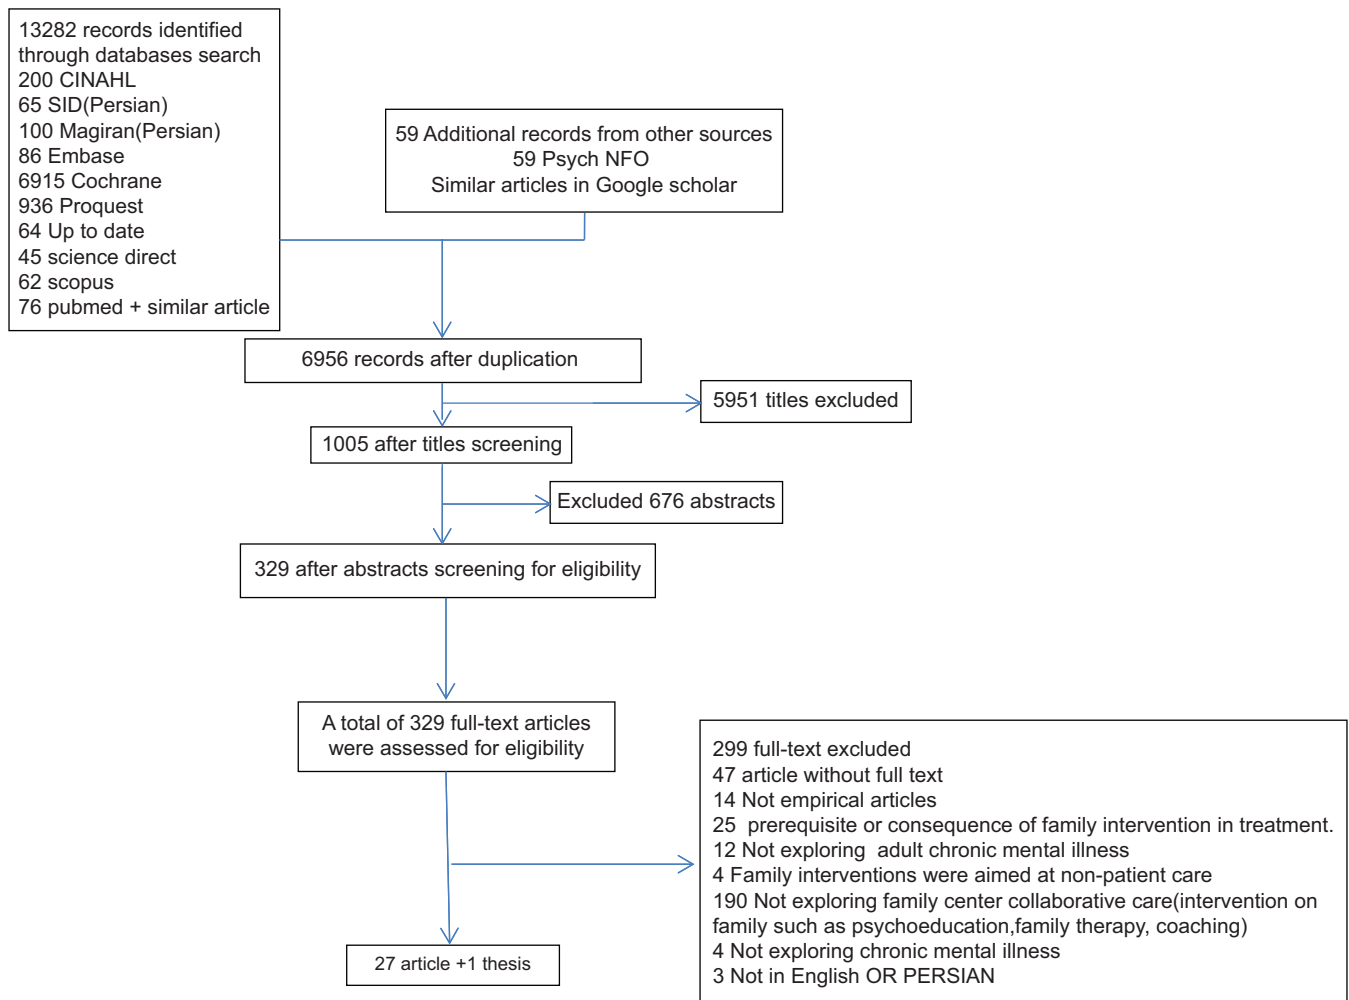 13282 records identified
through databases search
200 CINAHL
65 SID(Persian)
100 Magiran(Persian)
86 Embase
6915 Cochrane
936 Proquest
64 Up to date
45 science direct
62 scopus
76 pubmed + similar article
59 Additional records from other sources
59 Psych NFO
Similar articles in Google scholar
6956 records after duplication
5951 titles excluded
1005 after titles screening
Excluded 676 abstracts
329 after abstracts screening for eligibility
A total of 329 full-text articles
were assessed for eligibility
299 full-text excluded
47 article without full text
14 Not empirical articles
25 prerequisite or consequence of family intervention in treatment.
12 Not exploring adult chronic mental illness
4 Family interventions were aimed at non-patient care
190 Not exploring family center collaborative care(intervention on
family such as psychoeducation,family therapy, coaching)
4 Not exploring chronic mental illness
3 Not in English OR PERSIAN
27 article +1 thesis